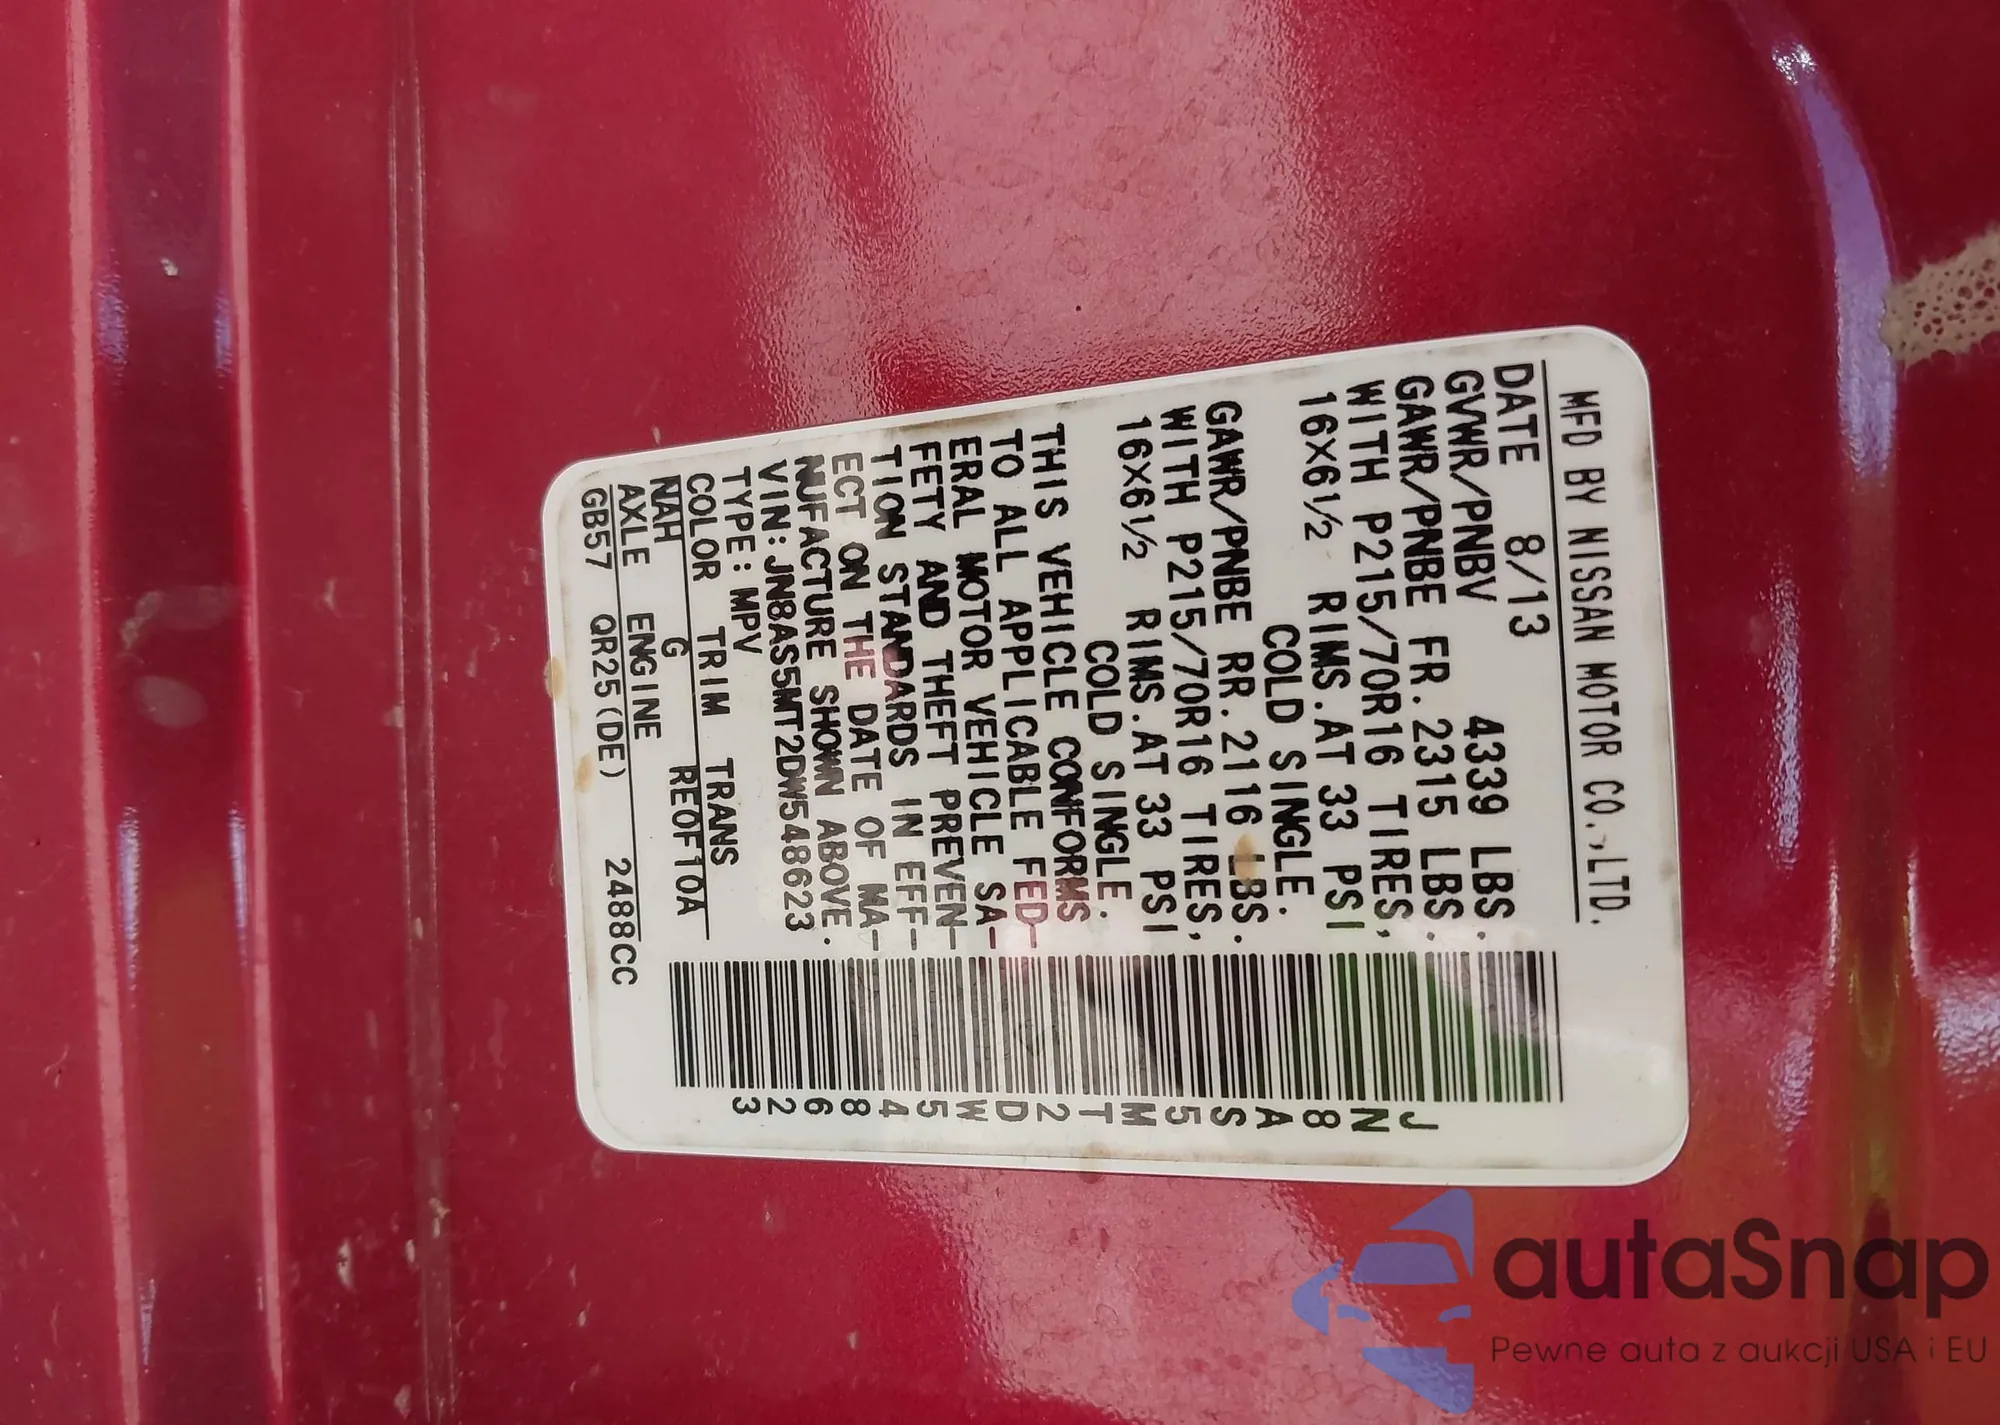 MFD BY NISSAN MOTOR CO.,LTD.
DATE 8/13
GVWR/PNBV 4339 LBS.
GAWR/PNBE FR.2315 LBS.
WITH P215/70R16 TIRES,
16×6½ RIMS.AT 33 PSI
COLD SINGLE.
GAWR/PNBE RR.2116 LBS.
WITH P215/70R16 TIRES,
16×6½ RIMS.AT 33 PSI
COLD SINGLE.
THIS VEHICLE CONFORMS
TO ALL APPLICABLE FED-
ERAL MOTOR VEHICLE SA-
FETY AND THEFT PREVEN-
TION STANDARDS IN EFF-
ECT ON THE DATE OF MA-
NUFACTURE SHOWN ABOVE.
VIN:JN8AS5MT2DW548623
TYPE:MPV
COLOR TRIM TRANS
NAH G RE0F10A
AXLE ENGINE
GB57 QR25(DE) 2488CC
JN8AS5MT2DW548623
autaSnap
Pewne auta z aukcji USA i EU